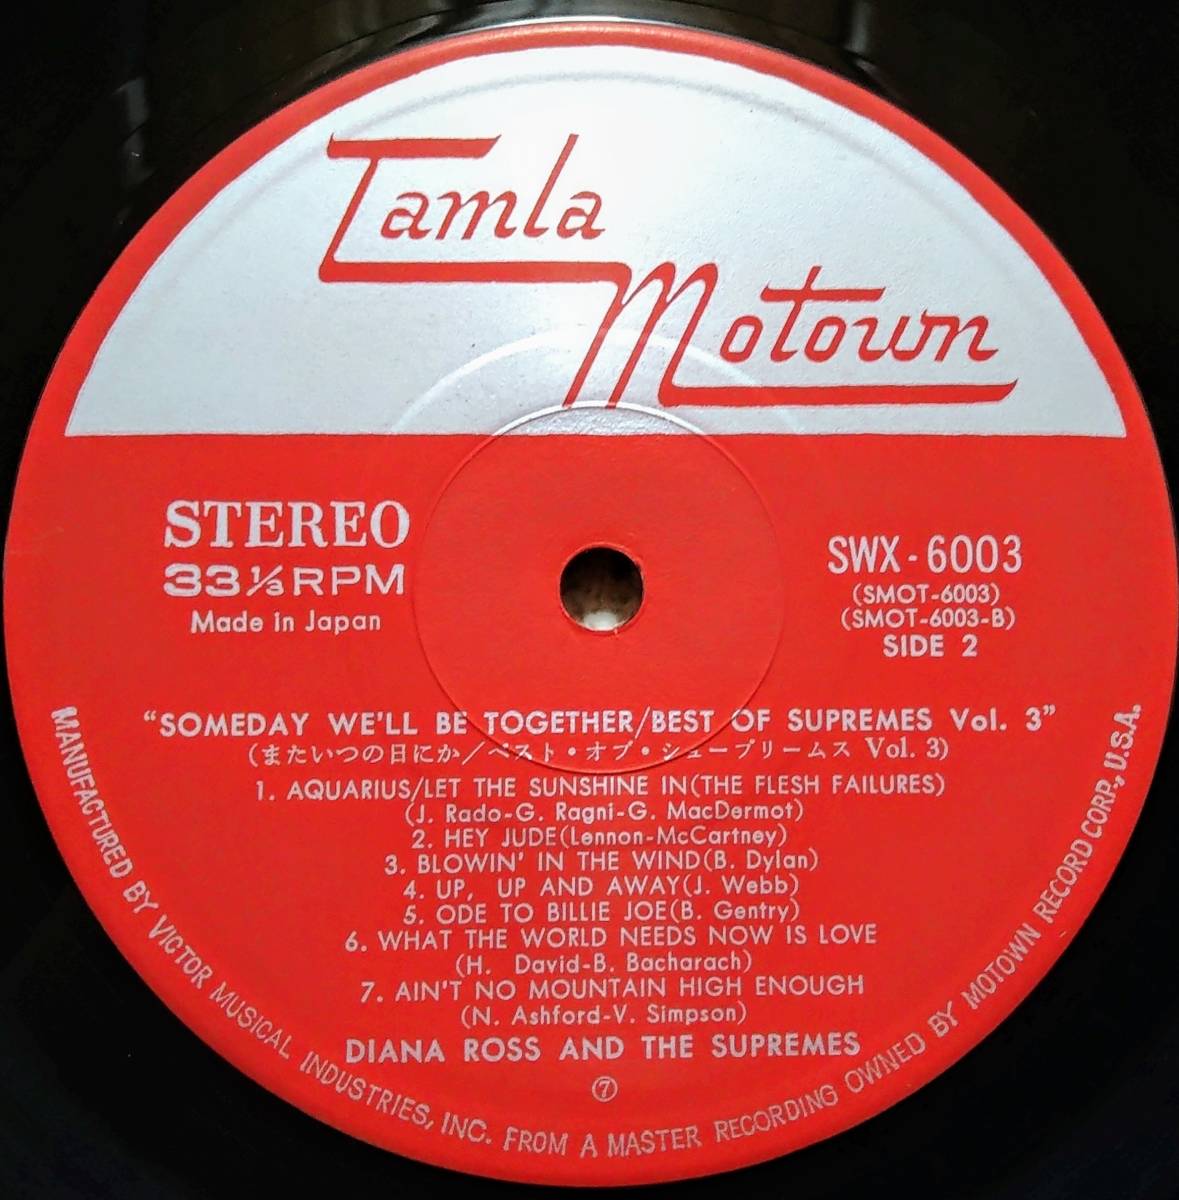 Tamla
Motown
STEREO
33⅓RPM
Made in Japan
SWX-6003
(SMOT-6003)
(SMOT-6003-B)
SIDE 2
“SOMEDAY WE'LL BE TOGETHER/BEST OF SUPREMES Vol. 3”
(またいつの日にか/ベスト・オブ・シュープリームス Vol. 3)
1. AQUARIUS/LET THE SUNSHINE IN(THE FLESH FAILURES)
(J. Rado-G. Ragni-G. MacDermot)
2. HEY JUDE(Lennon-McCartney)
3. BLOWIN' IN THE WIND(B. Dylan)
4. UP, UP AND AWAY(J. Webb)
5. ODE TO BILLIE JOE(B. Gentry)
6. WHAT THE WORLD NEEDS NOW IS LOVE
(H. David-B. Bacharach)
7. AIN'T NO MOUNTAIN HIGH ENOUGH
(N. Ashford-V. Simpson)
DIANA ROSS AND THE SUPREMES
⑦
MANUFACTURED BY VICTOR MUSICAL INDUSTRIES, INC. FROM A MASTER RECORDING OWNED BY MOTOWN RECORD CORP., U.S.A.